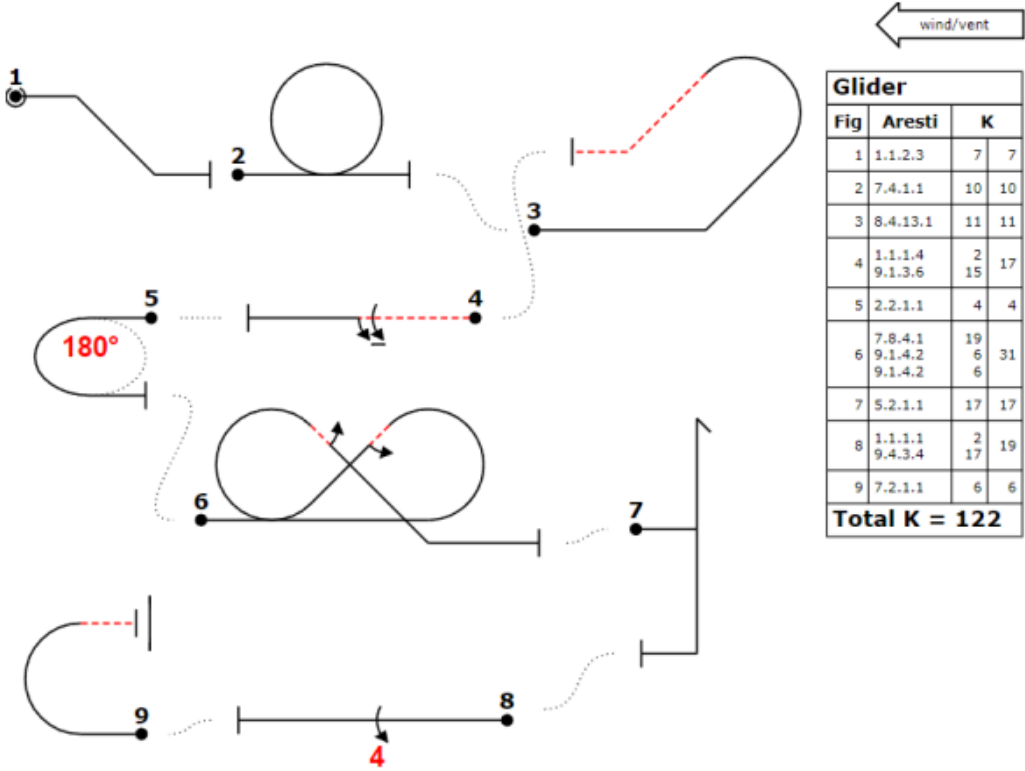 wind/vent
1
2
3
4
5
180°
6
7
8
4
9
Glider
Fig Aresti K
1 1.1.2.3 7 7
2 7.4.1.1 10 10
3 8.4.13.1 11 11
4 1.1.1.4 2 17
9.1.3.6 15
5 2.2.1.1 4 4
6 7.8.4.1 19 31
9.1.4.2 6
9.1.4.2 6
7 5.2.1.1 17 17
8 1.1.1.1 2 19
9.4.3.4 17
9 7.2.1.1 6 6
Total K = 122